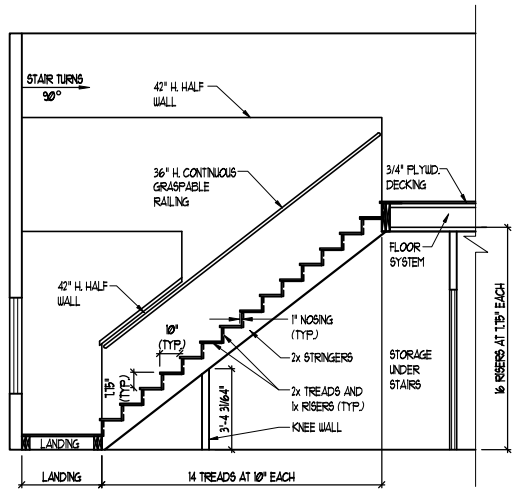 STAIR TURNS
90°
42" H. HALF
WALL
36" H. CONTINUOUS
GRASPABLE
RAILING
3/4" PLYWD.
DECKING
FLOOR
SYSTEM
42" H. HALF
WALL
10"
(TYP.)
1" NOSING
(TYP.)
7.75"
(TYP.)
2x STRINGERS
STORAGE
UNDER
STAIRS
2x TREADS AND
1x RISERS (TYP.)
3'-4 31/64"
KNEE WALL
16 RISERS AT 7.75" EACH
LANDING
LANDING
14 TREADS AT 10" EACH